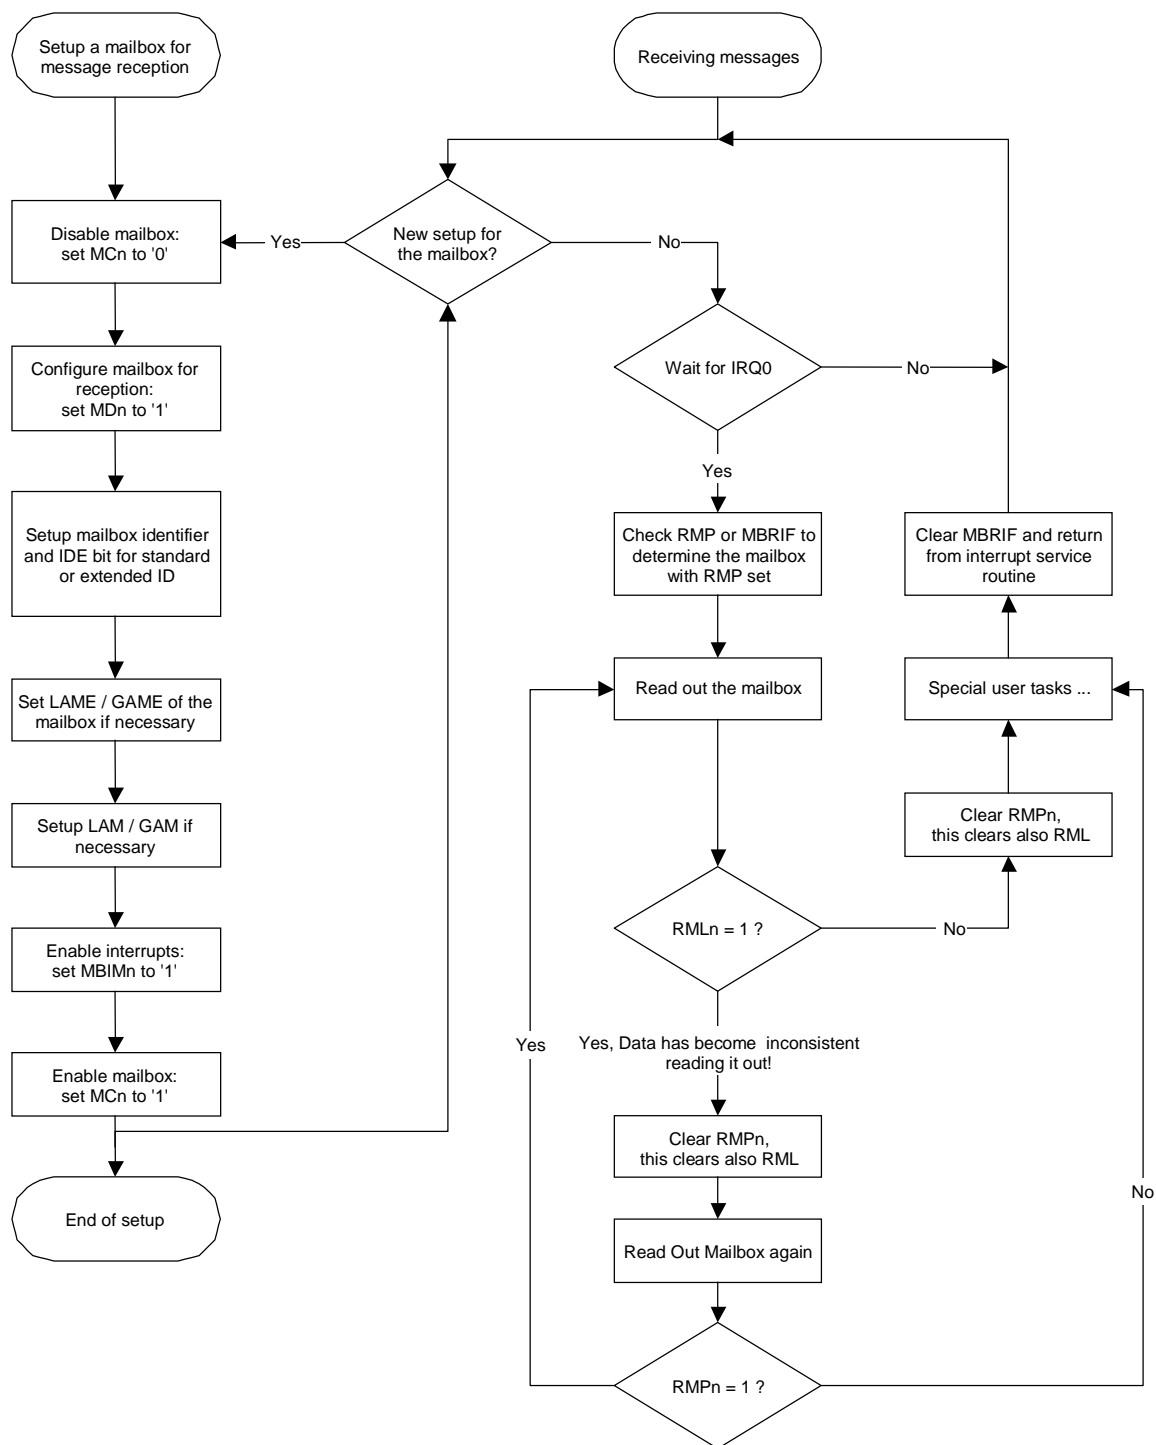 Setup a mailbox for
message reception
Disable mailbox:
set MCn to '0'
Configure mailbox for
reception:
set MDn to '1'
Setup mailbox identifier
and IDE bit for standard
or extended ID
Set LAME / GAME of the
mailbox if necessary
Setup LAM / GAM if
necessary
Enable interrupts:
set MBIMn to '1'
Enable mailbox:
set MCn to '1'
End of setup
Receiving messages
New setup for
the mailbox?
Yes
No
Wait for IRQ0
No
Yes
Check RMP or MBRIF to
determine the mailbox
with RMP set
Read out the mailbox
RMLn = 1 ?
No
Yes, Data has become  inconsistent
reading it out!
Clear RMPn,
this clears also RML
Read Out Mailbox again
RMPn = 1 ?
Yes
No
Clear MBRIF and return
from interrupt service
routine
Special user tasks ...
Clear RMPn,
this clears also RML